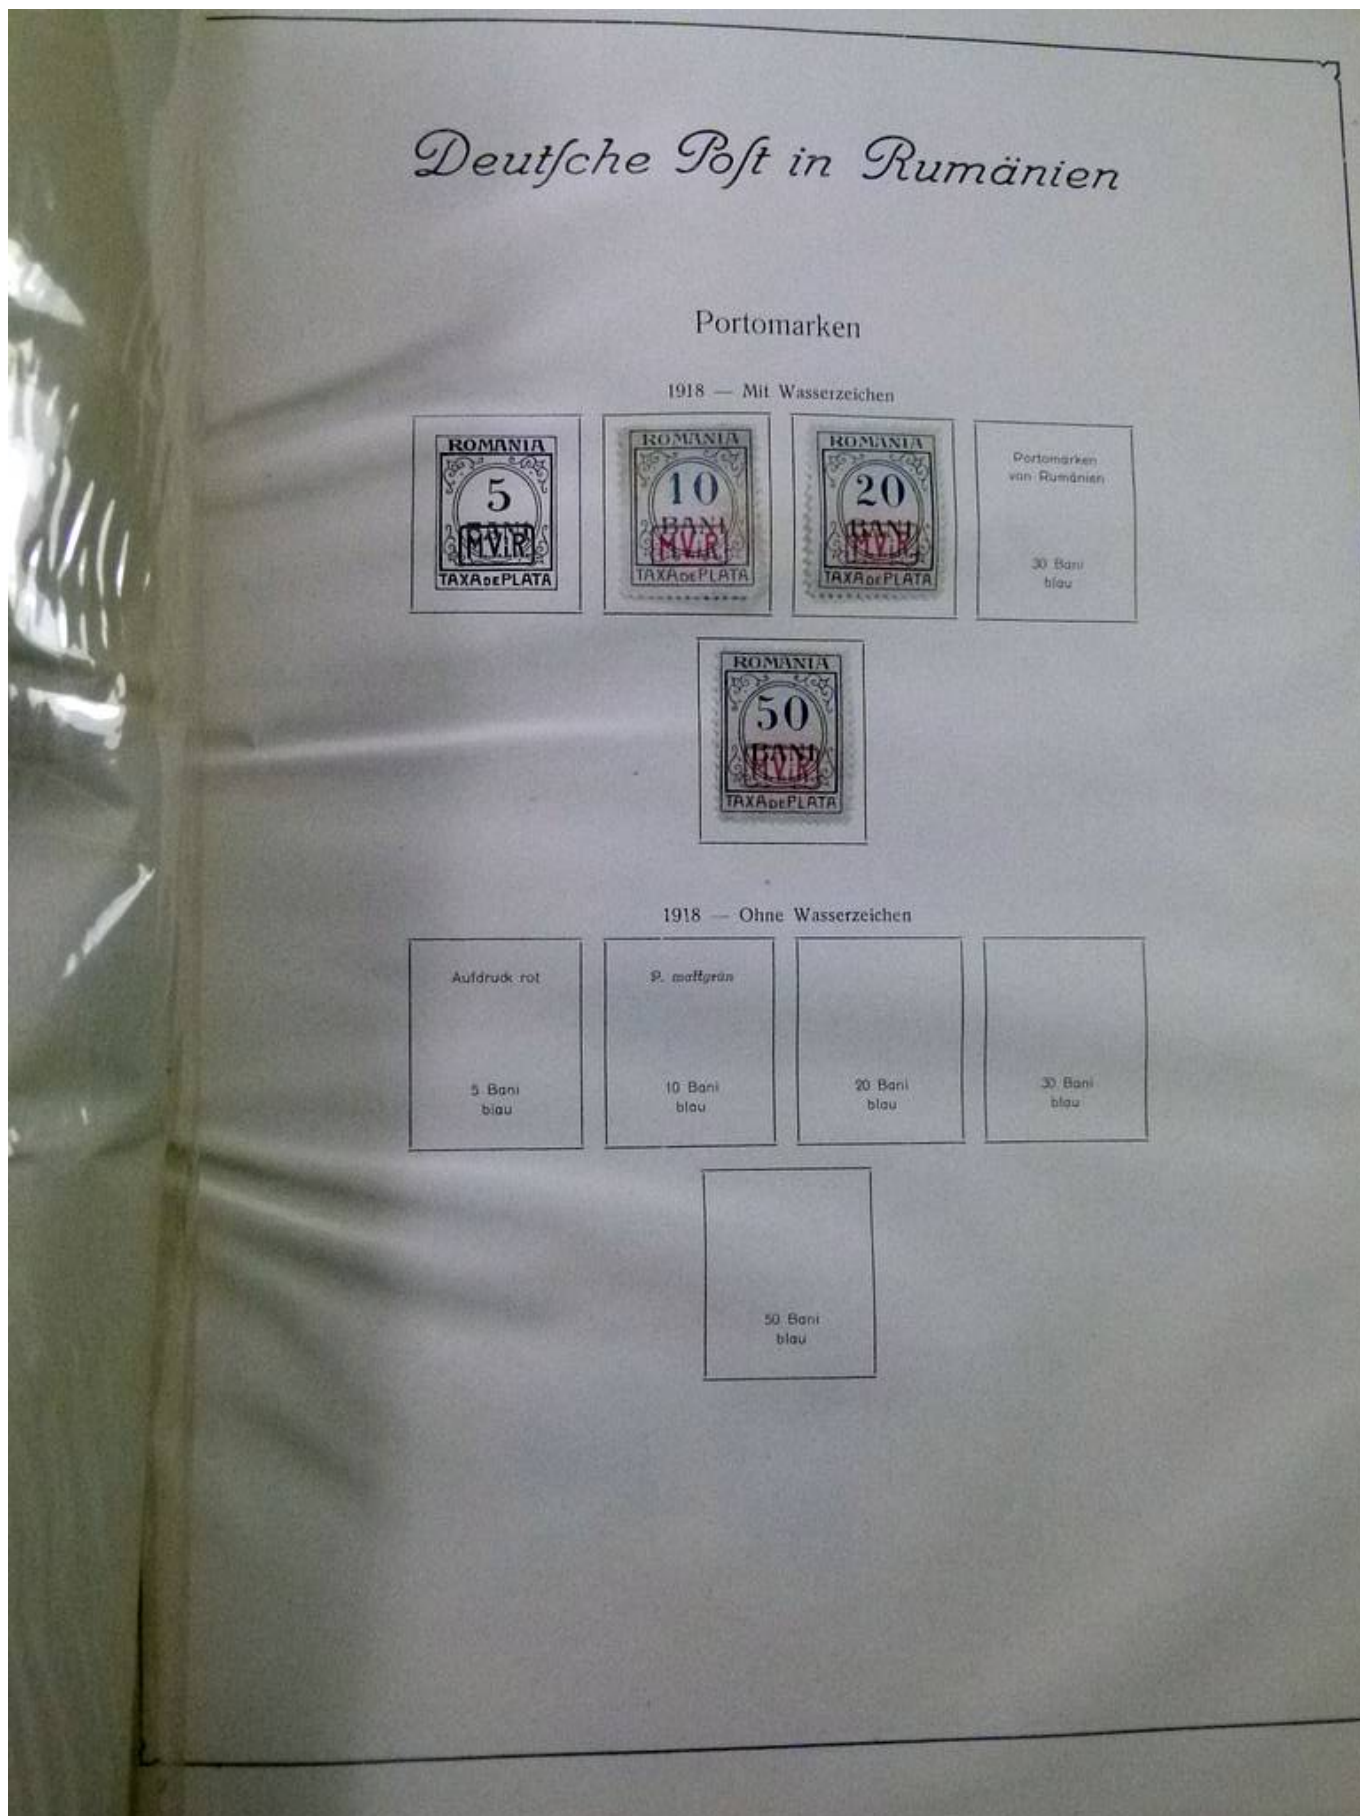 Deutſche Poſt in Rumänien
Portomarken
1918 — Mit Wasserzeichen
ROMANIA
5
BANI
M.V.i.R.
TAXA DE PLATA
ROMANIA
10
BANI
M.V.i.R.
TAXA DE PLATA
ROMANIA
20
BANI
M.V.i.R.
TAXA DE PLATA
Portomarken
von Rumänien
30 Bani
blau
ROMANIA
50
BANI
M.V.i.R.
TAXA DE PLATA
1918 — Ohne Wasserzeichen
Aufdruck rot
5 Bani
blau
P. mattgrün
10 Bani
blau
20 Bani
blau
30 Bani
blau
50 Bani
blau